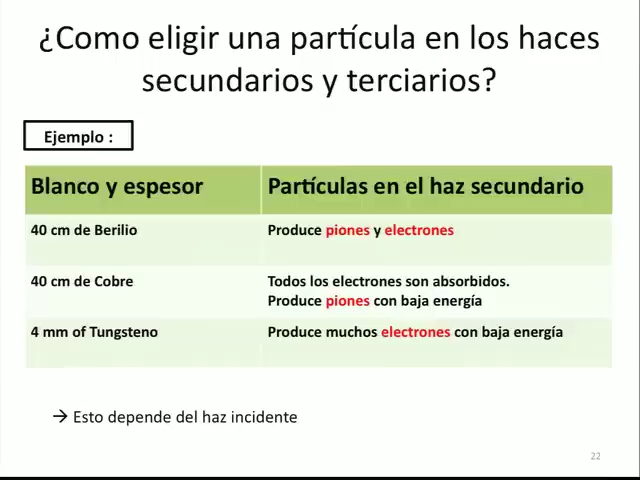 ¿Como eligir una partícula en los haces
secundarios y terciarios?
Ejemplo :
Blanco y espesor
Partículas en el haz secundario
40 cm de Berilio
Produce piones y electrones
40 cm de Cobre
Todos los electrones son absorbidos.
Produce piones con baja energía
4 mm of Tungsteno
Produce muchos electrones con baja energía
→ Esto depende del haz incidente
22